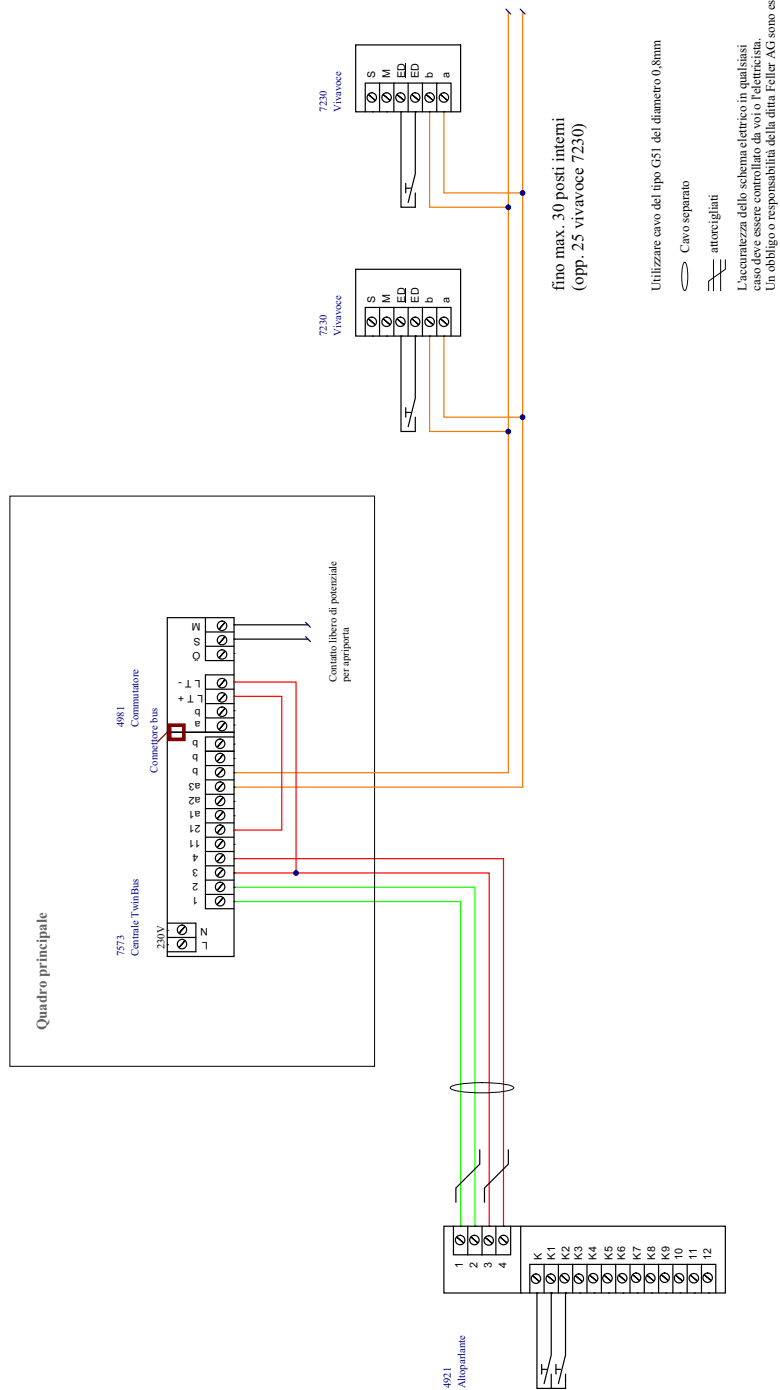 Quadro principale
7573
Centrale TwinBus
230V
L
N
1
2
3
4
11
21
a1
a2
a3
b
b
b
Connettore bus
4981
Commutatore
a
b
LT+
LT-
Ö
S
M
Contatto libero di potenziale
per apriporta
7230
Vivavoce
S
M
ED
ED
b
a
7230
Vivavoce
S
M
ED
ED
b
a
4921
Altoparlante
1
2
3
4
K
K1
K2
K3
K4
K5
K6
K7
K8
K9
10
11
12
fino max. 30 posti interni
(opp. 25 vivavoce 7230)
Utilizzare cavo del tipo G51 del diametro 0,8mm
Cavo separato
attorcigliati
L'accuratezza dello schema elettrico in qualsiasi
caso deve essere controllato da voi o l'elettricista.
Un obbligo o responsabilità della ditta Feller AG sono es